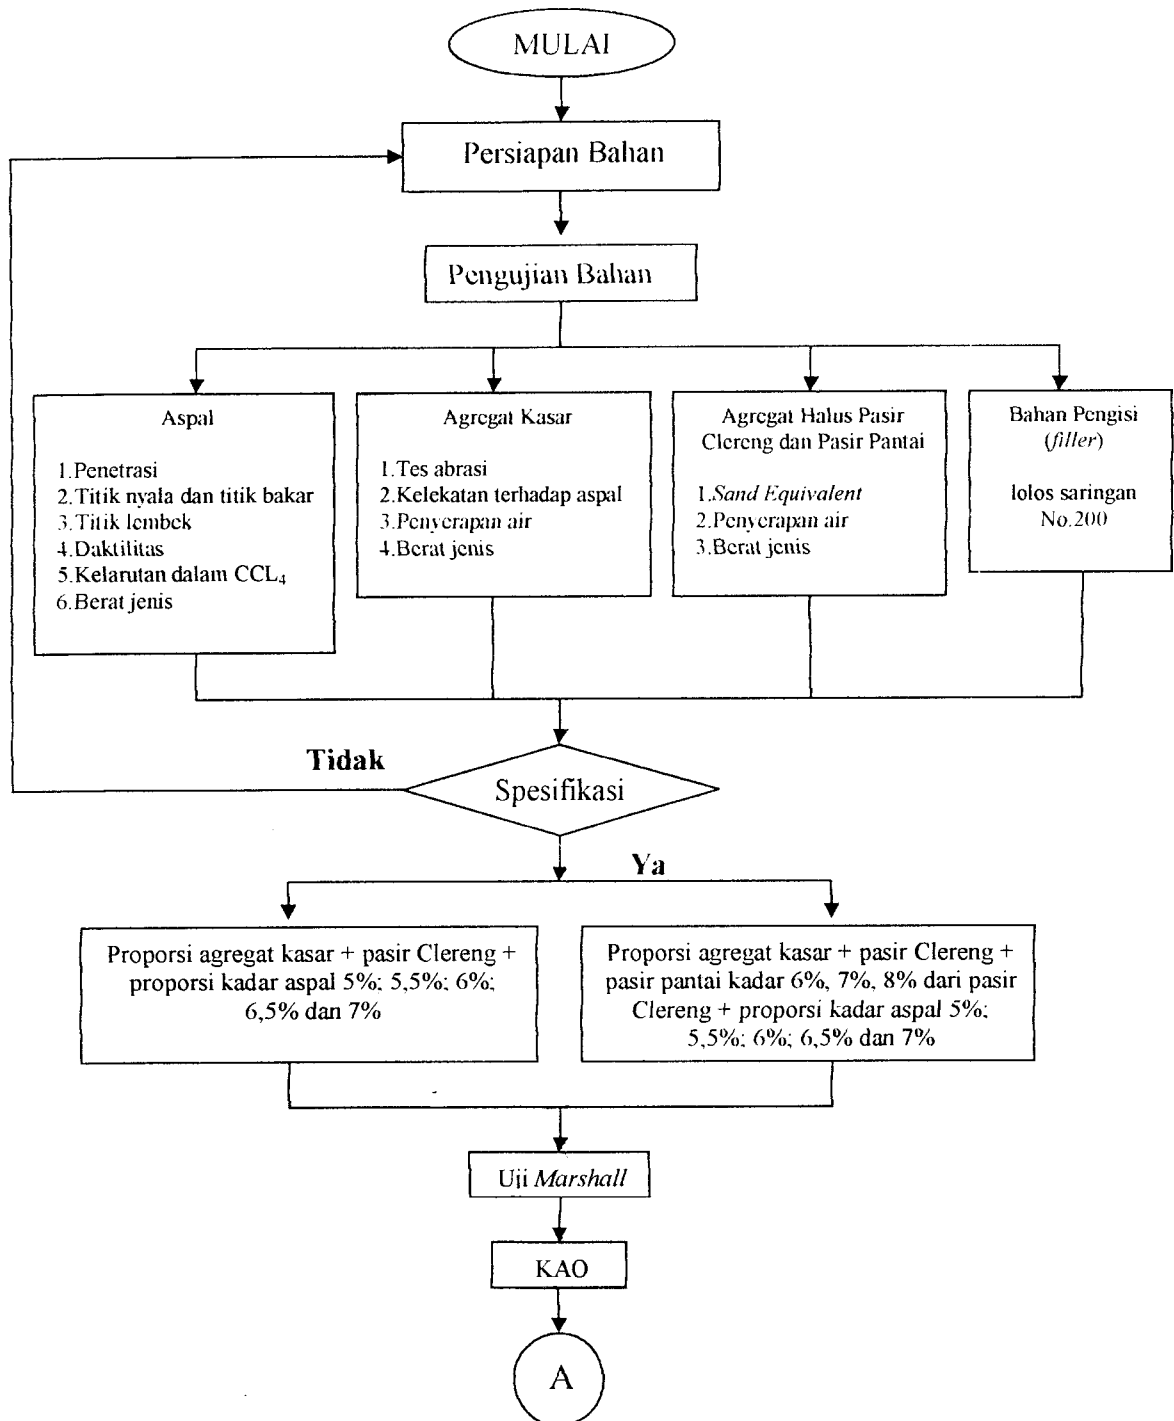 MULAI
Persiapan Bahan
Pengujian Bahan
Aspal
1.Penetrasi
2.Titik nyala dan titik bakar
3.Titik lembek
4.Daktilitas
5.Kelarutan dalam CCL₄
6.Berat jenis
Agregat Kasar
1.Tes abrasi
2.Kelekatan terhadap aspal
3.Penyerapan air
4.Berat jenis
Agregat Halus Pasir
Clereng dan Pasir Pantai
1.Sand Equivalent
2.Penyerapan air
3.Berat jenis
Bahan Pengisi
(filler)
lolos saringan
No.200
Tidak
Spesifikasi
Ya
Proporsi agregat kasar + pasir Clereng +
proporsi kadar aspal 5%; 5,5%; 6%;
6,5% dan 7%
Proporsi agregat kasar + pasir Clereng +
pasir pantai kadar 6%, 7%, 8% dari pasir
Clereng + proporsi kadar aspal 5%;
5,5%; 6%; 6,5% dan 7%
Uji Marshall
KAO
A